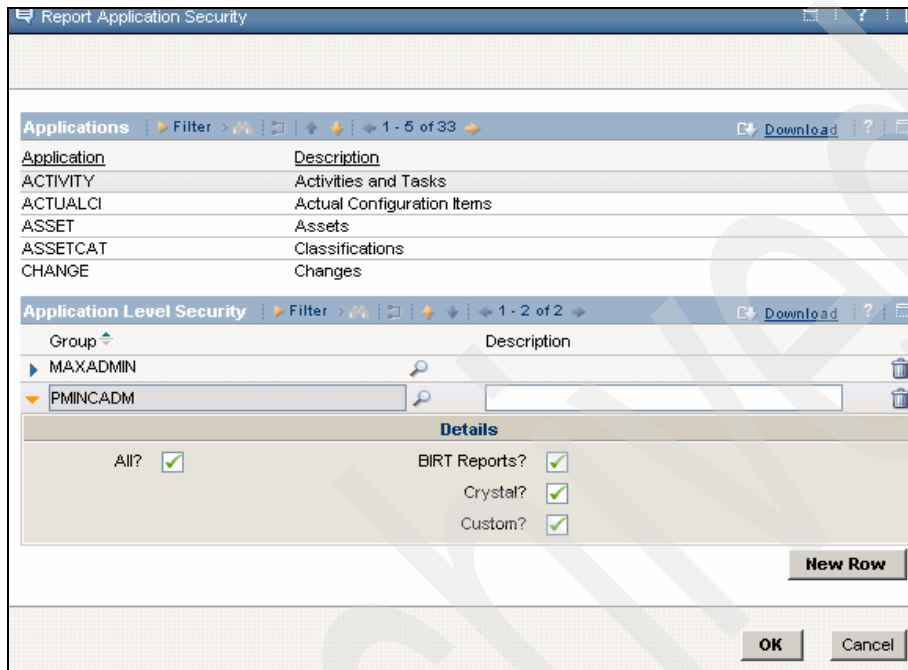 Report Application Security ?
Applications Filter 1 - 5 of 33 Download ?
Application Description
ACTIVITY Activities and Tasks
ACTUALCI Actual Configuration Items
ASSET Assets
ASSETCAT Classifications
CHANGE Changes
Application Level Security Filter 1 - 2 of 2 Download ?
Group Description
MAXADMIN
PMINCADM
Details
All? BIRT Reports?
Crystal?
Custom?
New Row
OK Cancel